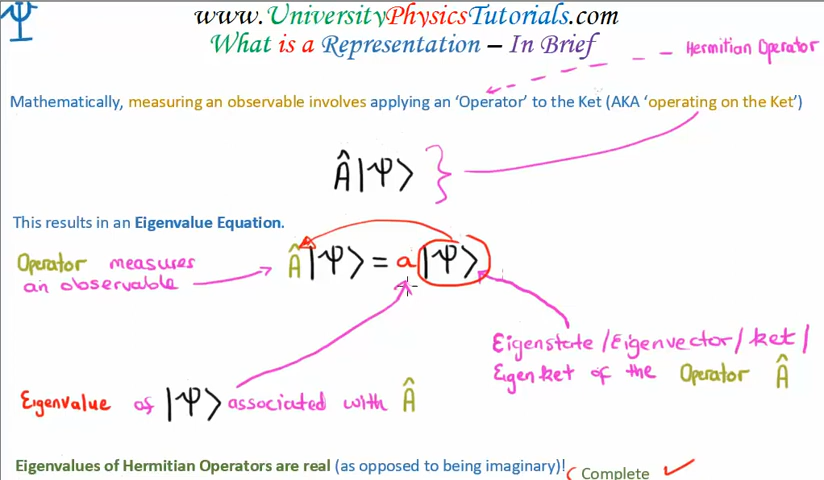 Ψ
www.UniversityPhysicsTutorials.com
What is a Representation – In Brief
Hermitian Operator
Mathematically, measuring an observable involves applying an 'Operator' to the Ket (AKA 'operating on the Ket')
Â|Ψ⟩ }
This results in an Eigenvalue Equation.
Operator measures
an observable
Â|Ψ⟩ = a|Ψ⟩
Eigenstate/Eigenvector/ket/
Eigenket of the Operator Â
Eigenvalue of |Ψ⟩ associated with Â
Eigenvalues of Hermitian Operators are real (as opposed to being imaginary)! ( Complete ✓